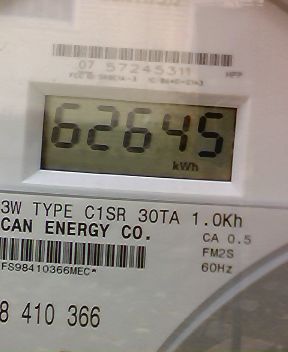 07 57245311 HPP
62645
kWh
3W TYPE C1SR 30TA 1.0Kh
CAN ENERGY CO.
CA 0.5
FM2S
FS98410366MEC*
60Hz
8 410 366